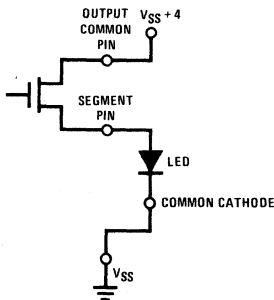 OUTPUT
COMMON
PIN
VSS + 4
SEGMENT
PIN
LED
COMMON CATHODE
VSS